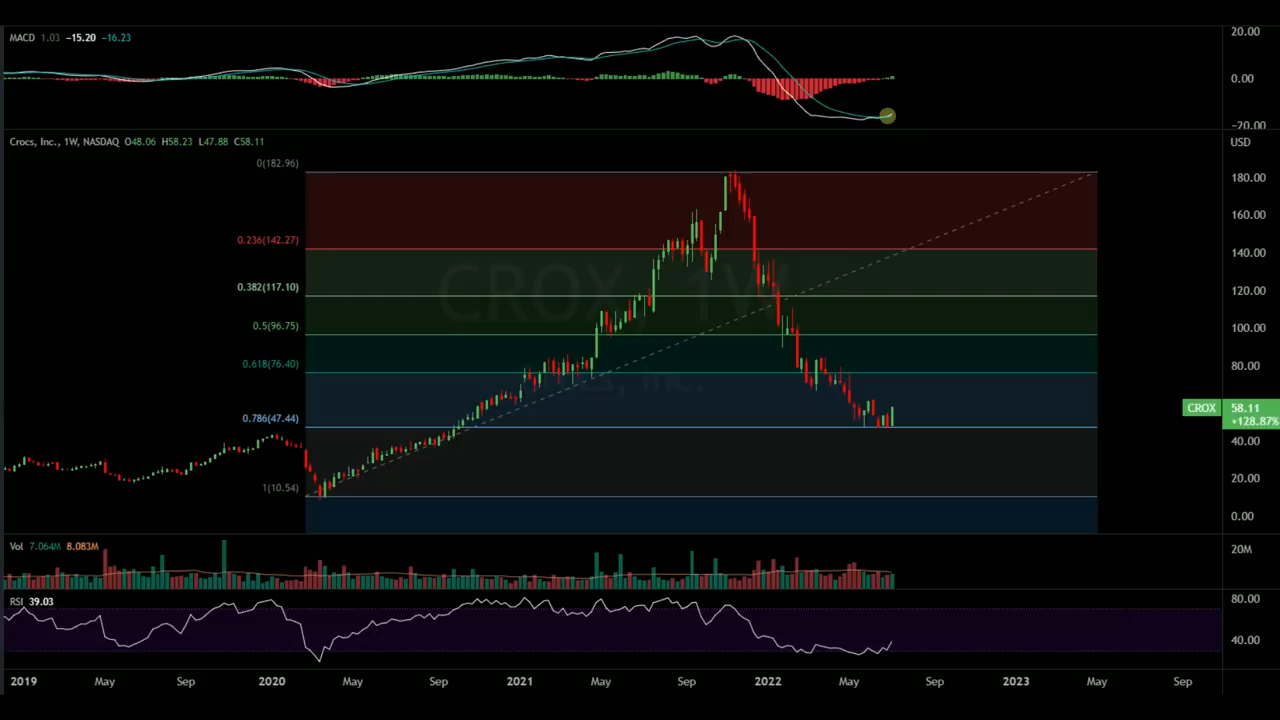 MACD 1.03 −15.20 −16.23
20.00
0.00
−20.00
Crocs, Inc., 1W, NASDAQ O48.06 H58.23 L47.88 C58.11
USD
0(182.96)
180.00
160.00
0.236(142.27)
140.00
CROX, 1W
0.382(117.10)
120.00
0.5(96.75)
100.00
0.618(76.40)
80.00
Crocs, Inc.
CROX 58.11
+128.87%
0.786(47.44)
40.00
1(10.54)
20.00
0.00
Vol 7.064M 8.083M
20M
RSI 39.03
80.00
40.00
2019 May Sep 2020 May Sep 2021 May Sep 2022 May Sep 2023 May Sep